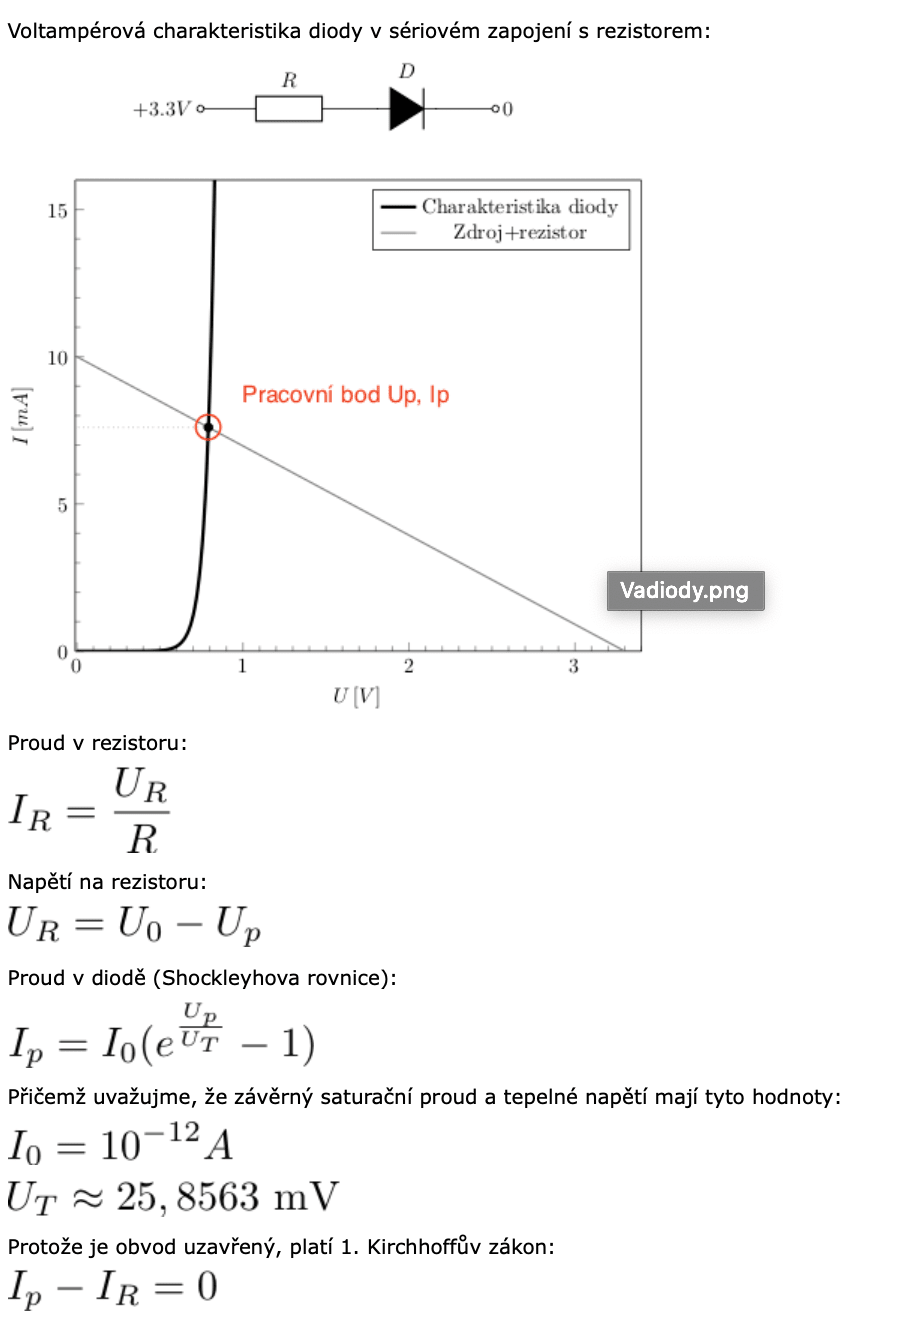 Voltampérová charakteristika diody v sériovém zapojení s rezistorem:
R
D
+3.3V
0
15
Charakteristika diody
Zdroj+rezistor
10
Pracovní bod Up, Ip
I [mA]
5
Vadiody.png
0
0 1 2 3
U [V]
Proud v rezistoru:
I_R = U_R / R
Napětí na rezistoru:
U_R = U_0 − U_p
Proud v diodě (Shockleyhova rovnice):
I_p = I_0(e^{U_p/U_T} − 1)
Přičemž uvažujme, že závěrný saturační proud a tepelné napětí mají tyto hodnoty:
I_0 = 10^{−12} A
U_T ≈ 25,8563 mV
Protože je obvod uzavřený, platí 1. Kirchhoffův zákon:
I_p − I_R = 0